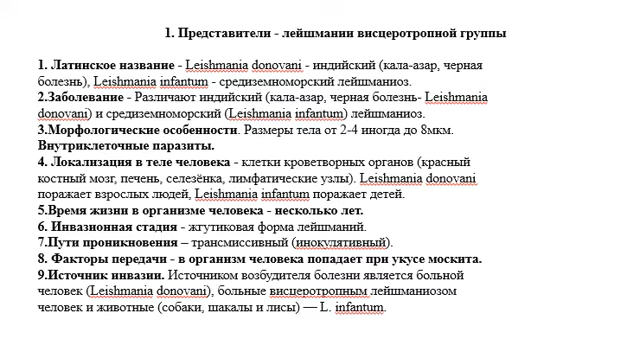 1. Представители - лейшмании висцеротропной группы
1. Латинское название - Leishmania donovani - индийский (кала-азар, черная
болезнь), Leishmania infantum - средиземноморский лейшманиоз.
2.Заболевание - Различают индийский (кала-азар, черная болезнь- Leishmania
donovani) и средиземноморский (Leishmania infantum) лейшманиоз.
3.Морфологические особенности. Размеры тела от 2-4 иногда до 8мкм.
Внутриклеточные паразиты.
4. Локализация в теле человека - клетки кроветворных органов (красный
костный мозг, печень, селезёнка, лимфатические узлы). Leishmania donovani
поражает взрослых людей, Leishmania infantum поражает детей.
5.Время жизни в организме человека - несколько лет.
6. Инвазионная стадия - жгутиковая форма лейшманий.
7.Пути проникновения – трансмиссивный (инокулятивный).
8. Факторы передачи - в организм человека попадает при укусе москита.
9.Источник инвазии. Источником возбудителя болезни является больной
человек (Leishmania donovani), больные висцеротропным лейшманиозом
человек и животные (собаки, шакалы и лисы) — L. infantum.